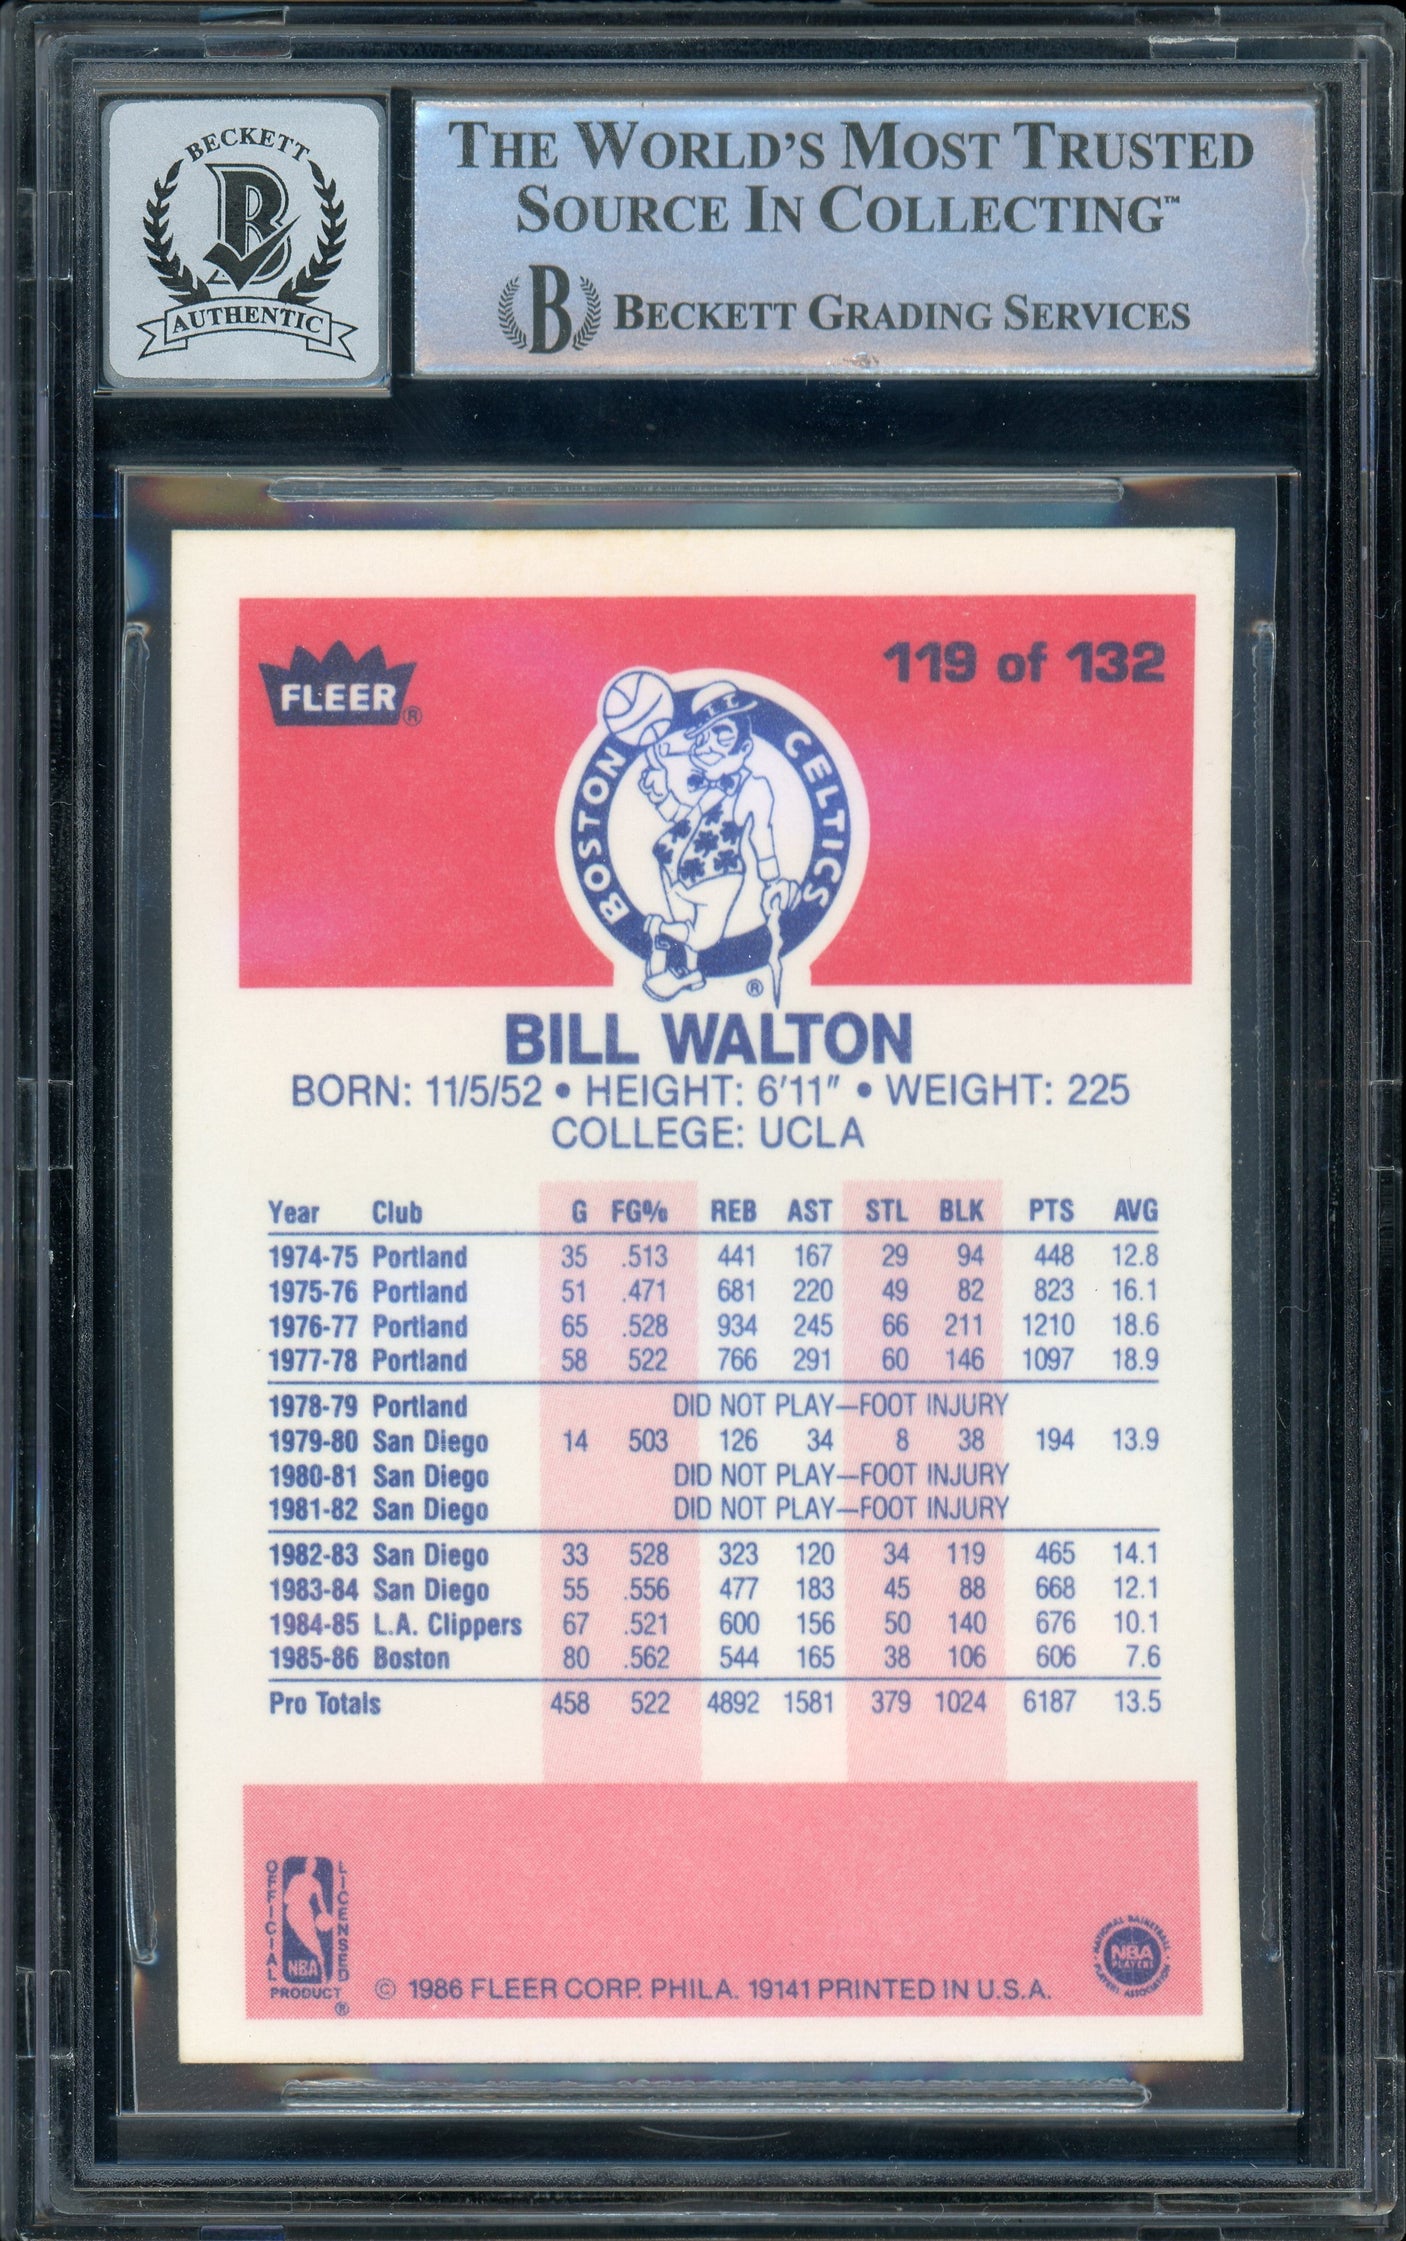 BECKETT
AUTHENTIC
THE WORLD'S MOST TRUSTED
SOURCE IN COLLECTING™
B BECKETT GRADING SERVICES
FLEER®
119 of 132
BOSTON CELTICS
®
BILL WALTON
BORN: 11/5/52 • HEIGHT: 6'11" • WEIGHT: 225
COLLEGE: UCLA
Year Club G FG% REB AST STL BLK PTS AVG
1974-75 Portland 35 .513 441 167 29 94 448 12.8
1975-76 Portland 51 .471 681 220 49 82 823 16.1
1976-77 Portland 65 .528 934 245 66 211 1210 18.6
1977-78 Portland 58 522 766 291 60 146 1097 18.9
1978-79 Portland DID NOT PLAY—FOOT INJURY
1979-80 San Diego 14 503 126 34 8 38 194 13.9
1980-81 San Diego DID NOT PLAY—FOOT INJURY
1981-82 San Diego DID NOT PLAY—FOOT INJURY
1982-83 San Diego 33 528 323 120 34 119 465 14.1
1983-84 San Diego 55 .556 477 183 45 88 668 12.1
1984-85 L.A. Clippers 67 .521 600 156 50 140 676 10.1
1985-86 Boston 80 .562 544 165 38 106 606 7.6
Pro Totals 458 522 4892 1581 379 1024 6187 13.5
OFFICIAL LICENSED
NBA
PRODUCT
®
© 1986 FLEER CORP. PHILA. 19141 PRINTED IN U.S.A.
NATIONAL BASKETBALL
NBA
PLAYERS
PLAYERS ASSOCIATION